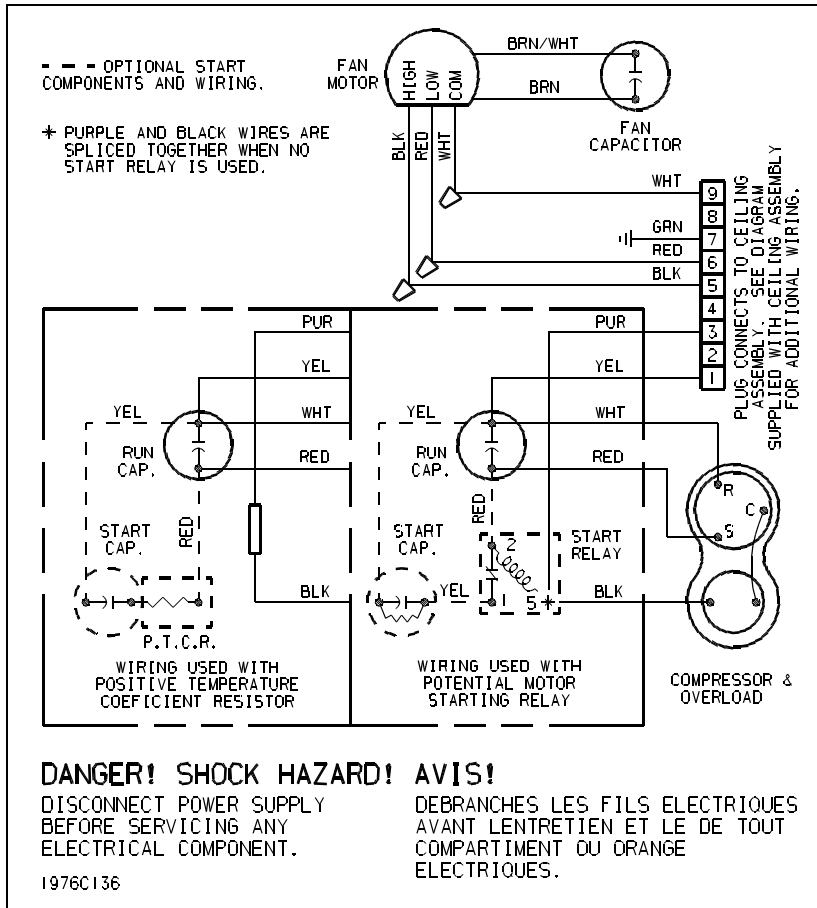 - - - OPTIONAL START
COMPONENTS AND WIRING.
* PURPLE AND BLACK WIRES ARE
SPLICED TOGETHER WHEN NO
START RELAY IS USED.
FAN
MOTOR
HIGH
LOW
COM
BRN/WHT
BRN
FAN
CAPACITOR
BLK
RED
WHT
WHT
GRN
RED
BLK
PUR
YEL
WHT
RED
BLK
9
8
7
6
5
4
3
2
1
PLUG CONNECTS TO CEILING
ASSEMBLY. SEE DIAGRAM
SUPPLIED WITH CEILING ASSEMBLY
FOR ADDITIONAL WIRING.
PUR
YEL
WHT
RED
BLK
YEL
RUN
CAP.
RED
START
CAP.
P.T.C.R.
WIRING USED WITH
POSITIVE TEMPERATURE
COEFICIENT RESISTOR
YEL
RUN
CAP.
RED
START
CAP.
YEL
2
1
5
*
START
RELAY
WIRING USED WITH
POTENTIAL MOTOR
STARTING RELAY
R
C
S
COMPRESSOR &
OVERLOAD
DANGER! SHOCK HAZARD!
DISCONNECT POWER SUPPLY
BEFORE SERVICING ANY
ELECTRICAL COMPONENT.
1976C136
AVIS!
DEBRANCHES LES FILS ELECTRIQUES
AVANT LENTRETIEN ET LE DE TOUT
COMPARTIMENT OU ORANGE
ELECTRIQUES.